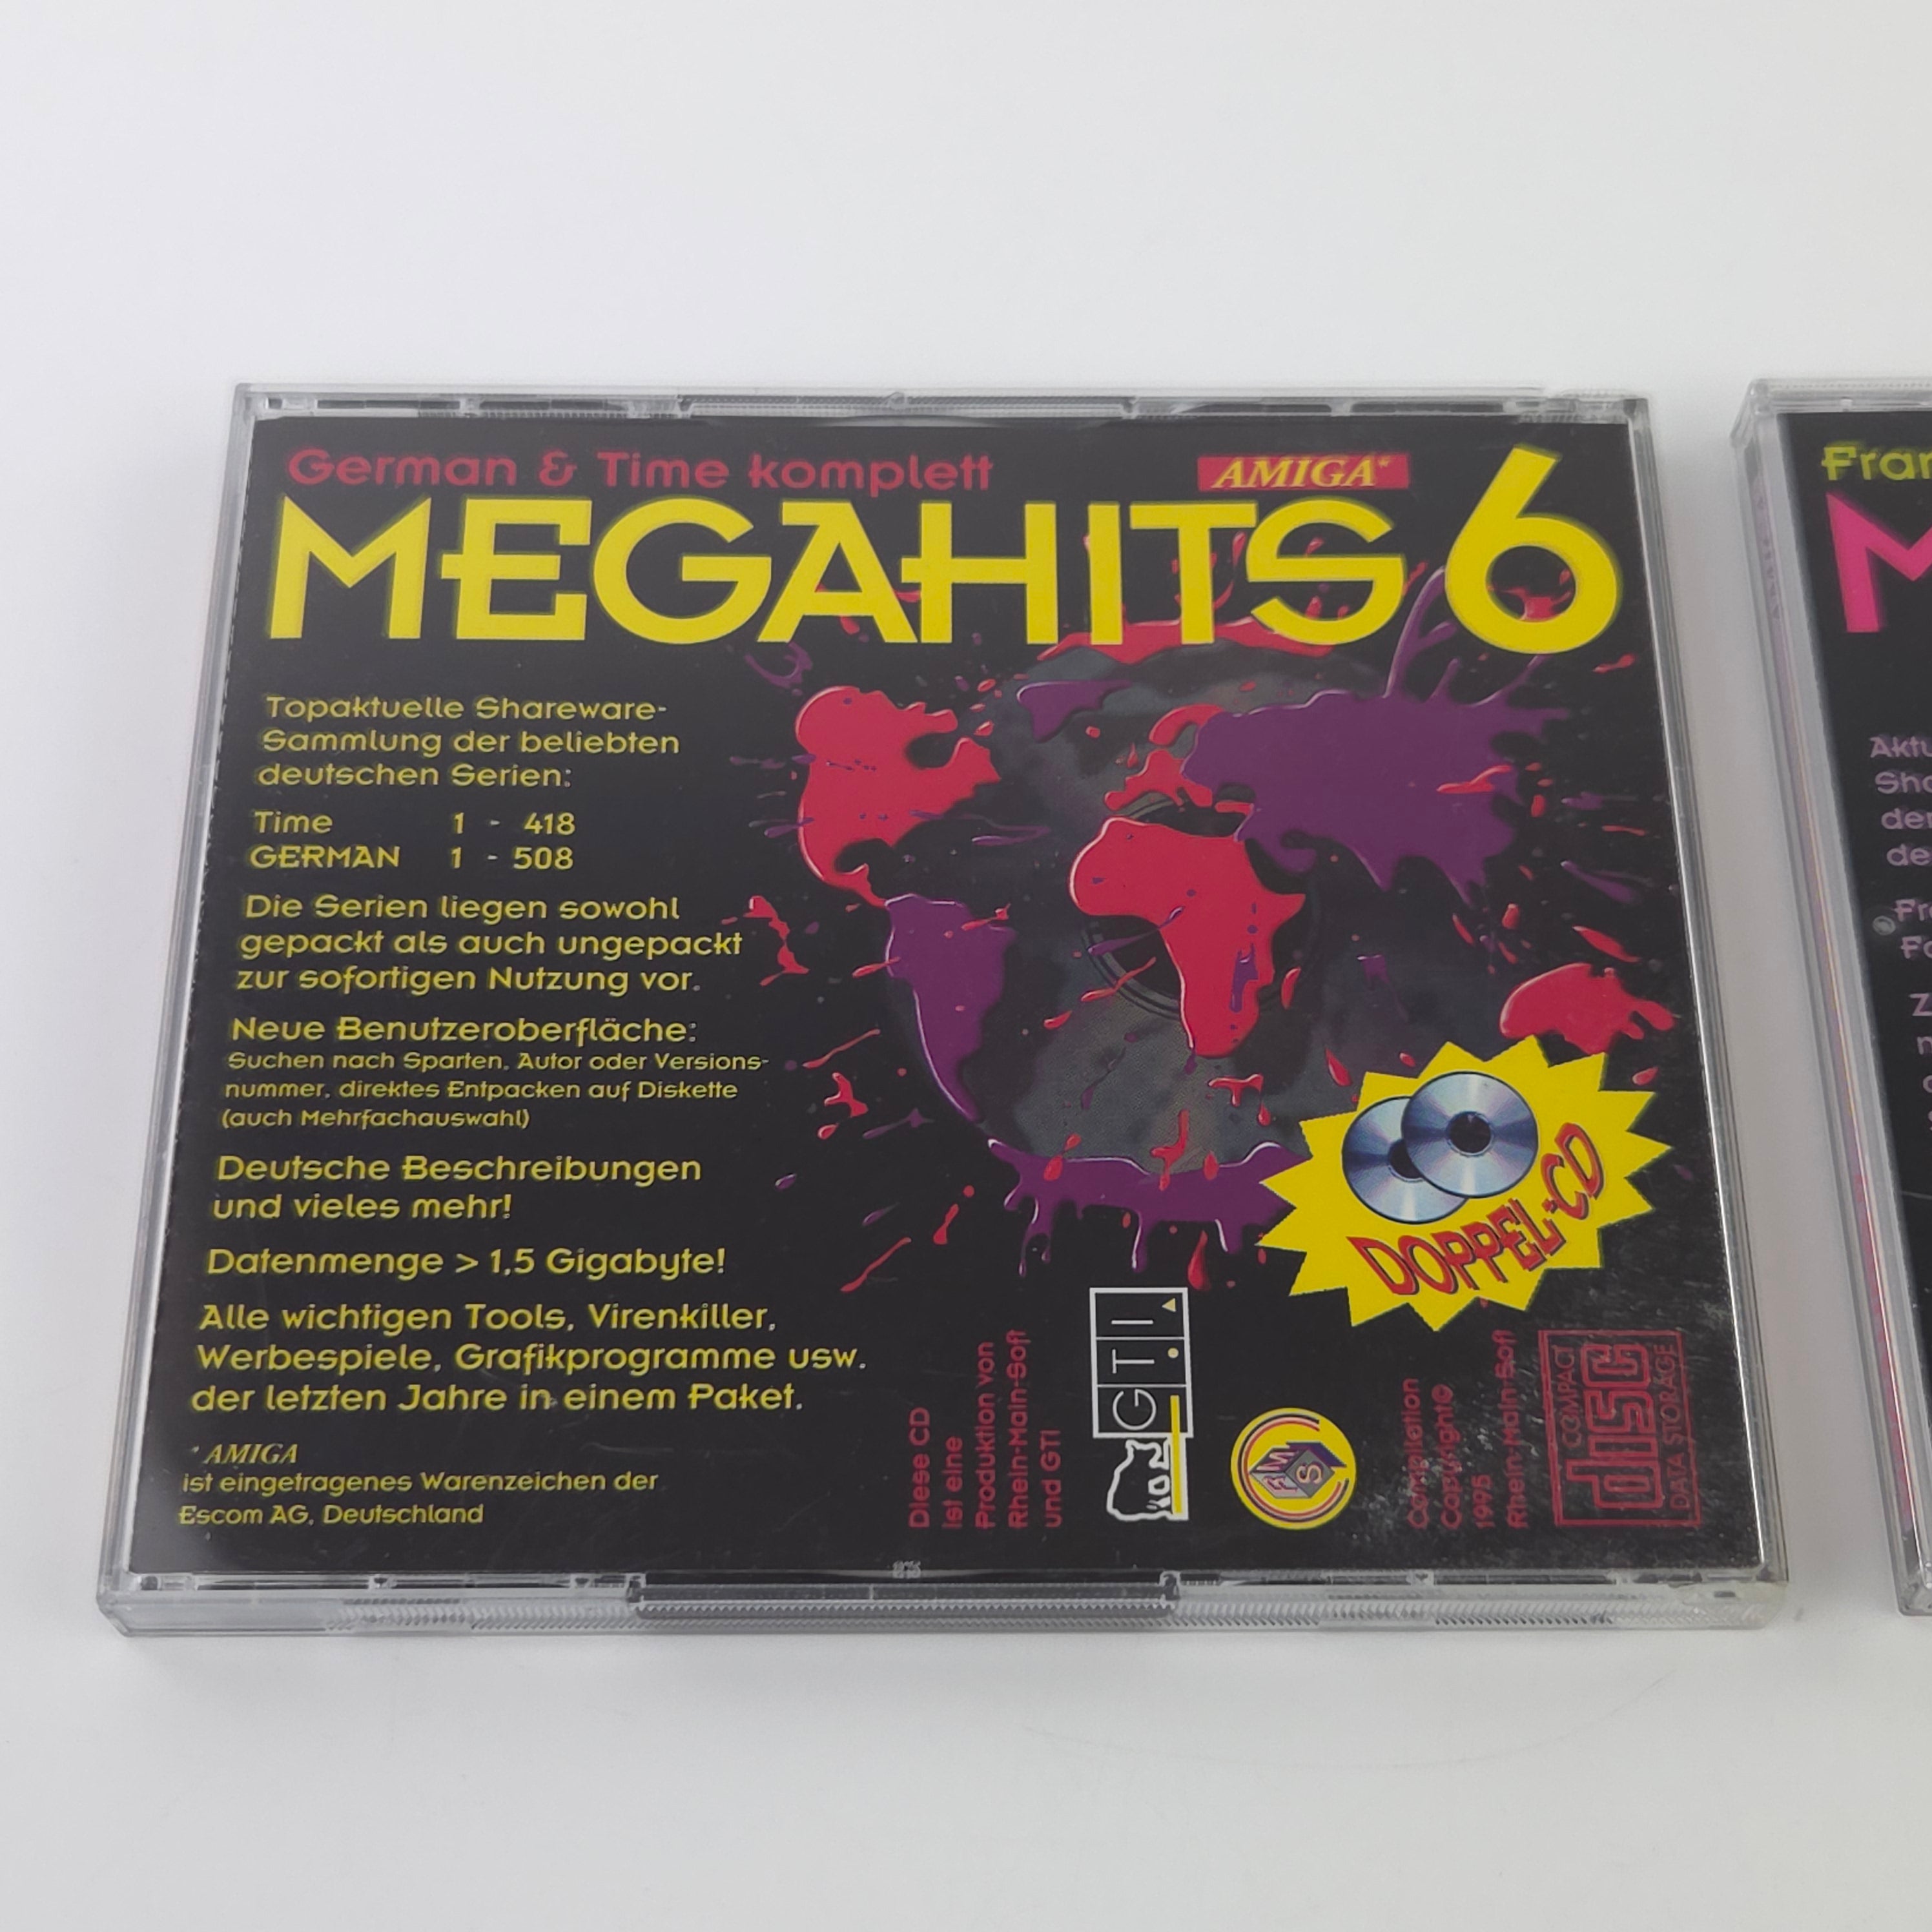 German & Time komplett
AMIGA*
MEGAHITS 6
Topaktuelle Shareware-
Sammlung der beliebten
deutschen Serien:
Time 1 - 418
GERMAN 1 - 508
Die Serien liegen sowohl
gepackt als auch ungepackt
zur sofortigen Nutzung vor.
Neue Benutzeroberfläche:
Suchen nach Sparten, Autor oder Versions-
nummer, direktes Entpacken auf Diskette
(auch Mehrfachauswahl)
Deutsche Beschreibungen
und vieles mehr!
Datenmenge > 1,5 Gigabyte!
Alle wichtigen Tools, Virenkiller,
Werbespiele, Grafikprogramme usw.
der letzten Jahre in einem Paket.
* AMIGA
ist eingetragenes Warenzeichen der
Escom AG, Deutschland
DOPPEL-CD
Diese CD
ist eine
Produktion von
Rhein-Main-Soft
und GTI
GTI
RMS
Compilation
Copyright©
1995
Rhein-Main-Soft
COMPACT
disc
DATA STORAGE